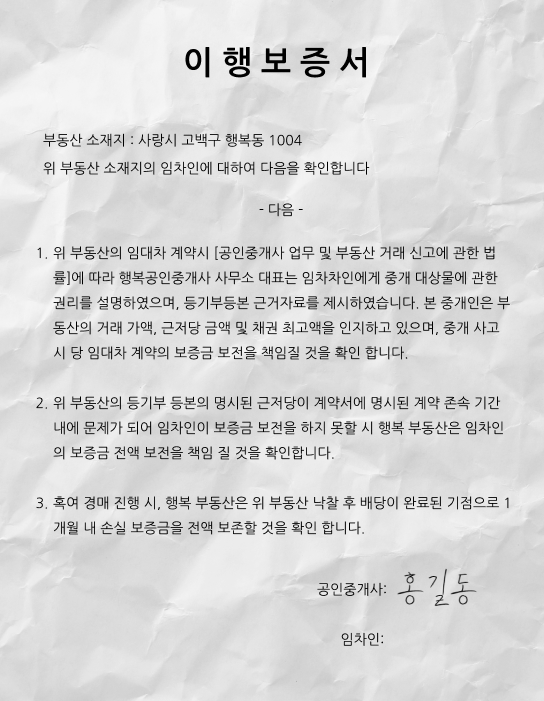 이행보증서
부동산 소재지 : 사랑시 고백구 행복동 1004
위 부동산 소재지의 임차인에 대하여 다음을 확인합니다
- 다음 -
1. 위 부동산의 임대차 계약시 [공인중개사 업무 및 부동산 거래 신고에 관한 법
률]에 따라 행복공인중개사 사무소 대표는 임차차인에게 중개 대상물에 관한
권리를 설명하였으며, 등기부등본 근거자료를 제시하였습니다. 본 중개인은 부
동산의 거래 가액, 근저당 금액 및 채권 최고액을 인지하고 있으며, 중개 사고
시 당 임대차 계약의 보증금 보전을 책임질 것을 확인 합니다.
2. 위 부동산의 등기부 등본의 명시된 근저당이 계약서에 명시된 계약 존속 기간
내에 문제가 되어 임차인이 보증금 보전을 하지 못할 시 행복 부동산은 임차인
의 보증금 전액 보전을 책임 질 것을 확인합니다.
3. 혹여 경매 진행 시, 행복 부동산은 위 부동산 낙찰 후 배당이 완료된 기점으로 1
개월 내 손실 보증금을 전액 보존할 것을 확인 합니다.
공인중개사: 홍길동
임차인: